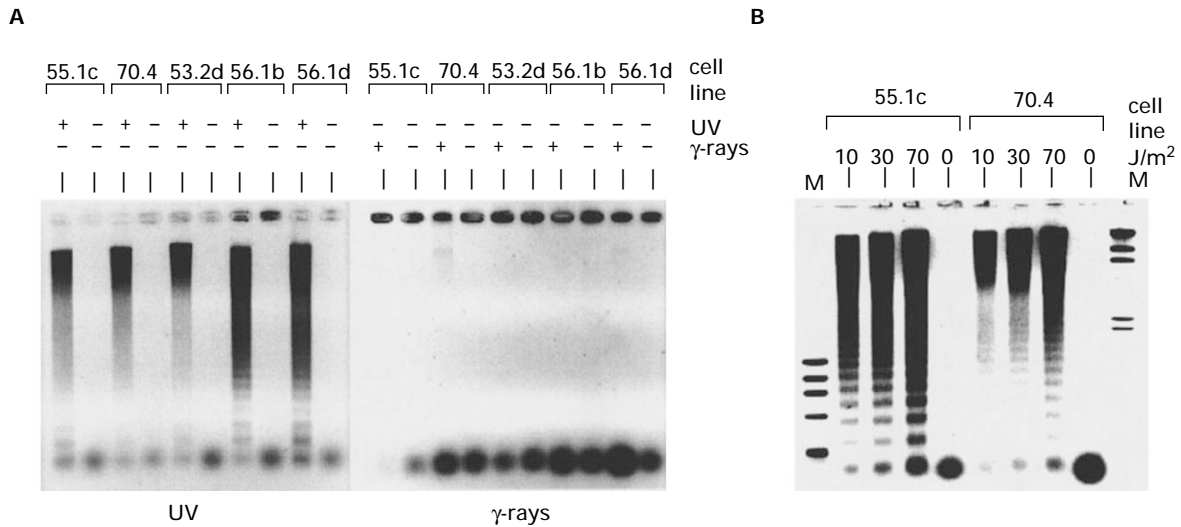 A
55.1c 70.4 53.2d 56.1b 56.1d 55.1c 70.4 53.2d 56.1b 56.1d cell line
+ – + – + – + – + – – – – – – – – – – – UV
– – – – – – – – – – + – + – + – + – + – γ-rays
UV γ-rays
B
55.1c 70.4 cell line
10 30 70 0 10 30 70 0 J/m²
M M